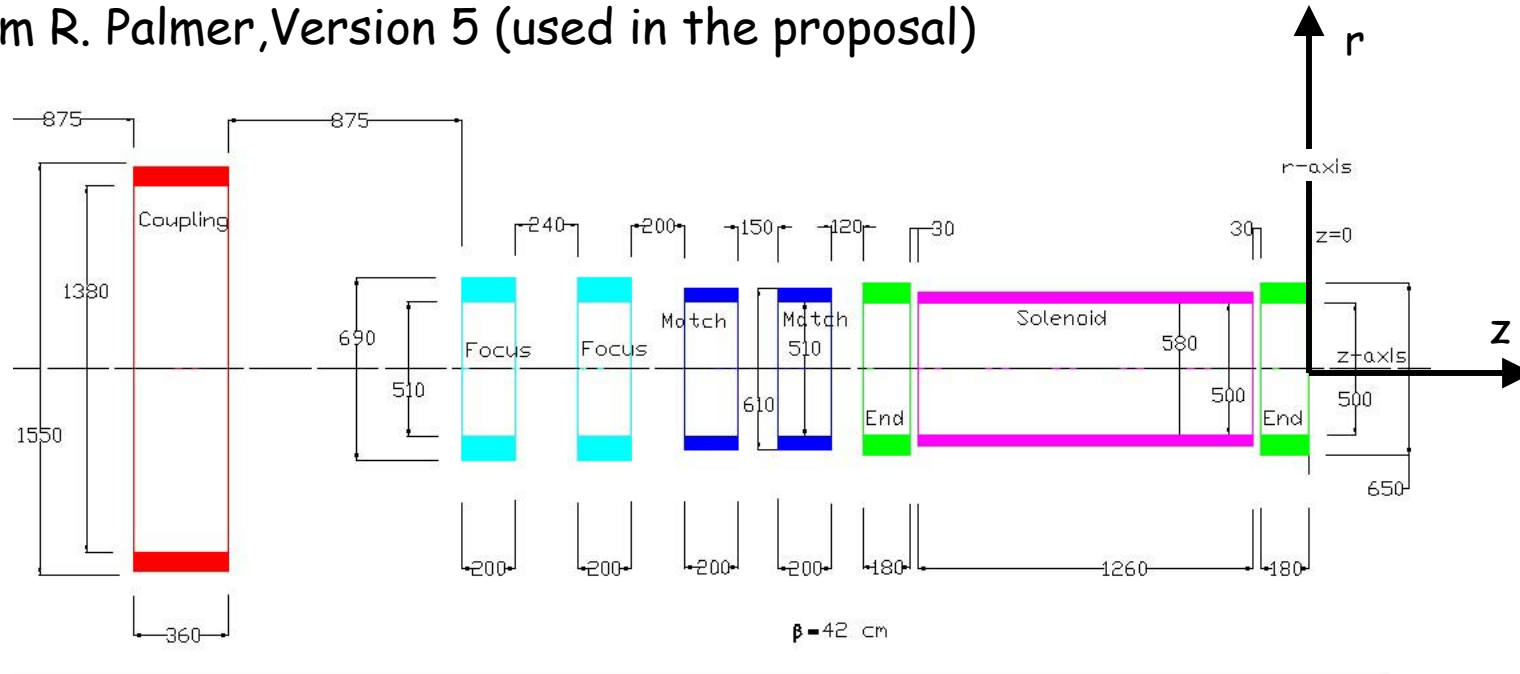 m R. Palmer,Version 5 (used in the proposal)
r
875
875
r-axis
Coupling
240
200
150
120
30
30
z=0
1380
690
Match
Match
Solenoid
Z
Focus
Focus
510
580
z-axis
510
610
End
500
End
500
1550
650
200
200
200
200
180
1260
180
360
β=42 cm